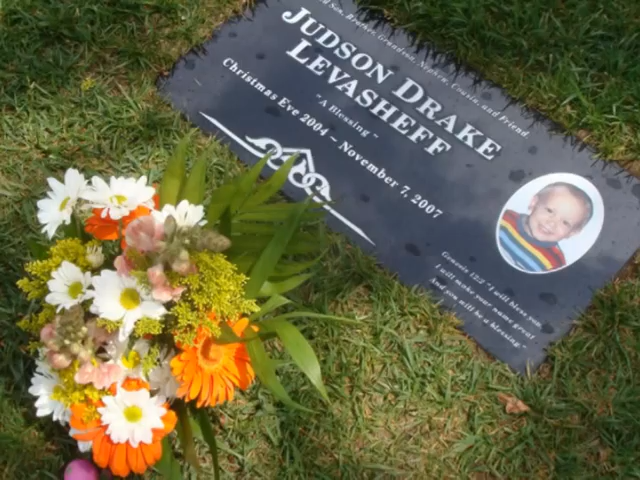 Son, Brother, Grandson, Nephew, Cousin, and Friend
JUDSON DRAKE
LEVASHEFF
"A Blessing"
Christmas Eve 2004 ~ November 7, 2007
Genesis 12:2 "I will bless you
I will make your name great
And you will be a blessing"